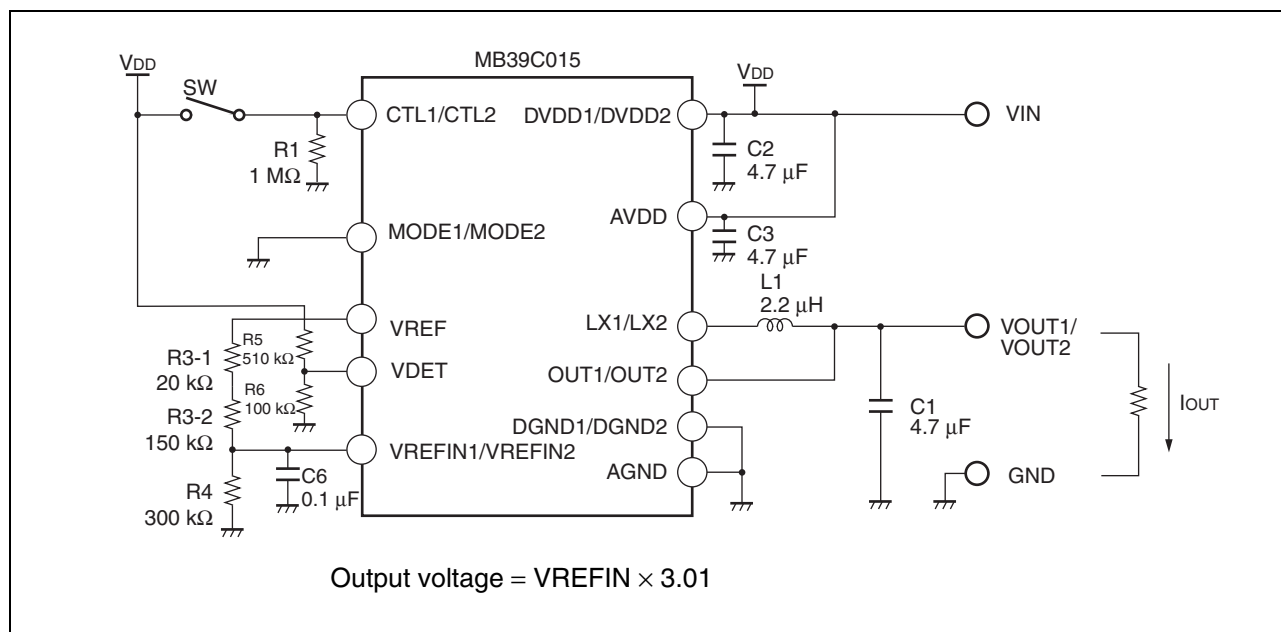 MB39C015
VDD
SW
CTL1/CTL2
R1
1 MΩ
MODE1/MODE2
VREF
R5
510 kΩ
R3-1
20 kΩ
VDET
R6
100 kΩ
R3-2
150 kΩ
VREFIN1/VREFIN2
C6
0.1 μF
R4
300 kΩ
DVDD1/DVDD2
VDD
VIN
C2
4.7 μF
AVDD
C3
4.7 μF
L1
2.2 μH
LX1/LX2
VOUT1/
VOUT2
OUT1/OUT2
C1
4.7 μF
IOUT
DGND1/DGND2
AGND
GND
Output voltage = VREFIN × 3.01